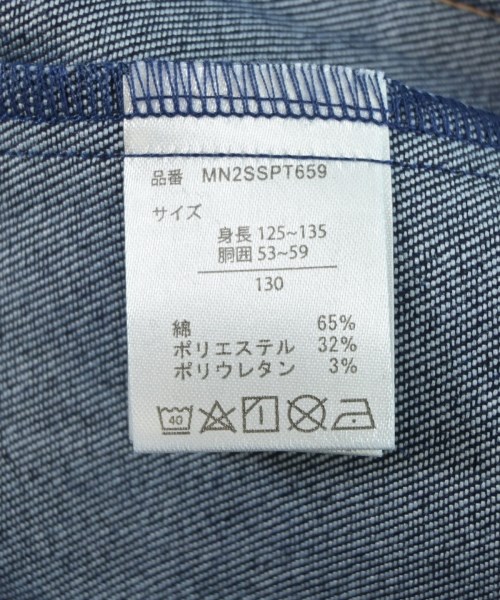 品番 MN2SSPT659
サイズ
身長 125~135
胴囲 53~59
130
綿 65%
ポリエステル 32%
ポリウレタン 3%
40